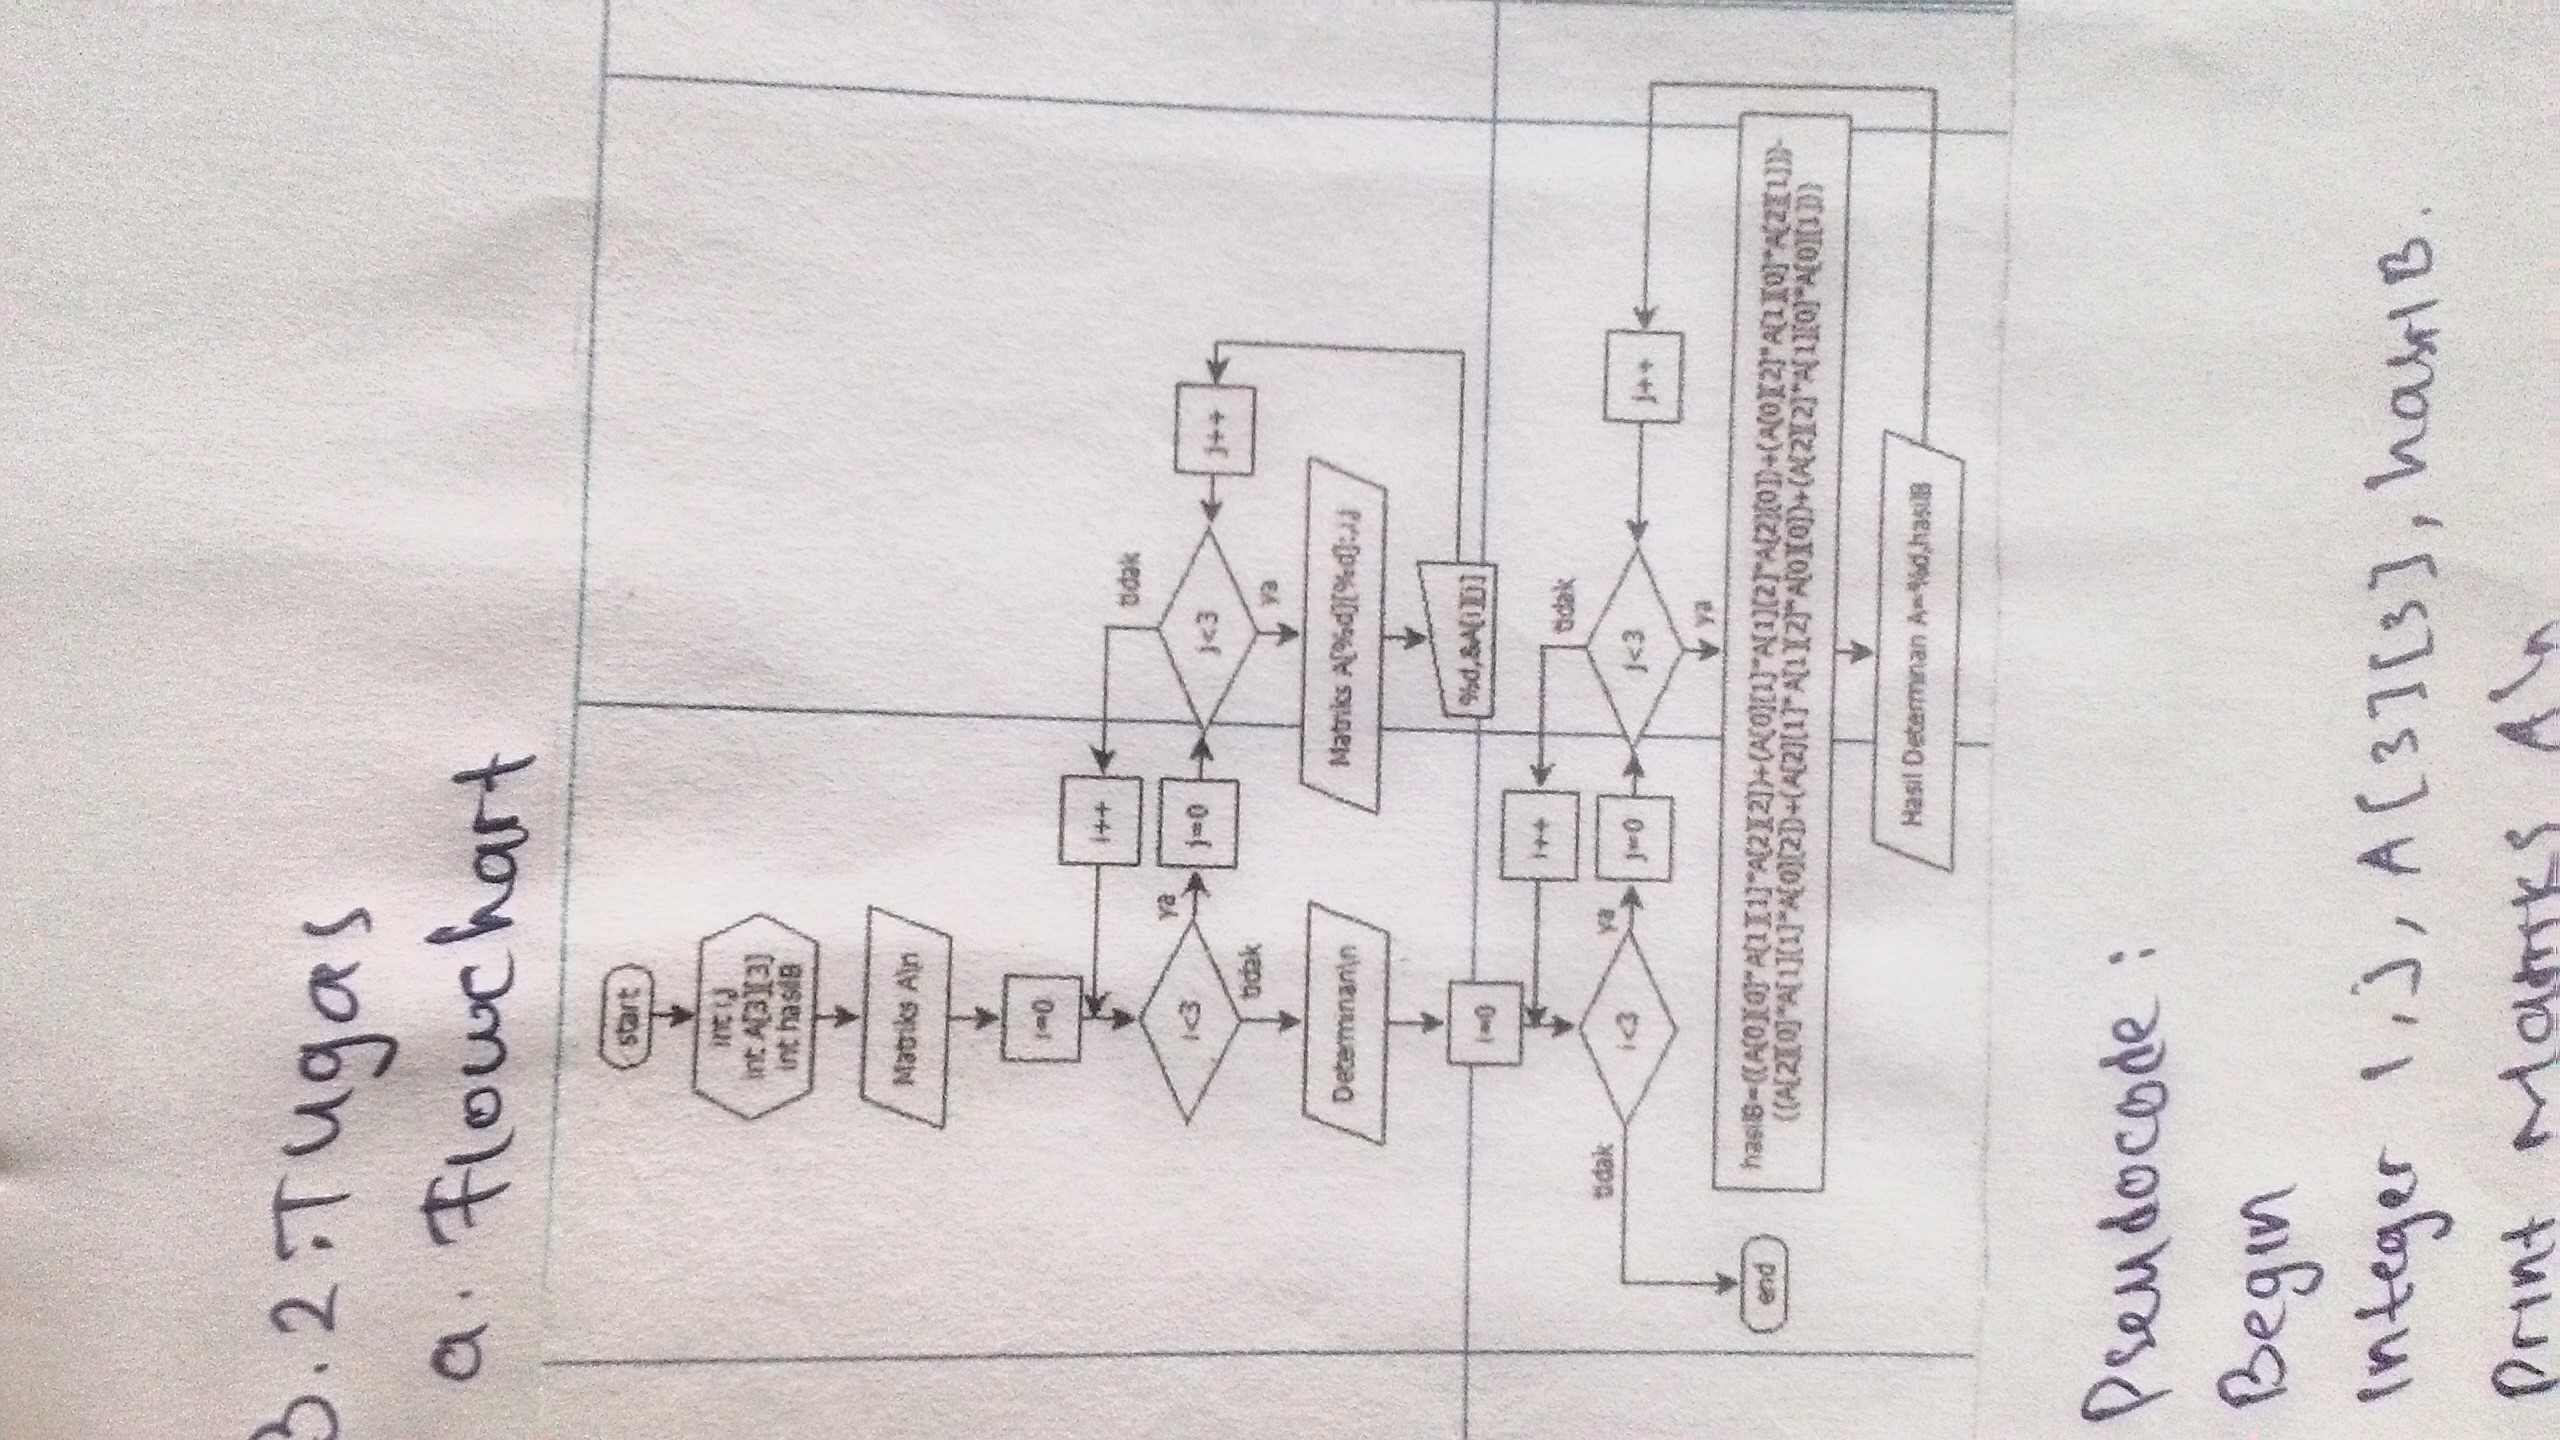 3.2.Tugas
a. Flowchart
start
int i,j
int A[3][3]
int hasilB
Matriks A\n
i=0
i++
tidak
i<3
ya
j=0
j<3
j++
tidak
ya
Determinan\n
Matriks A[%d][%d]:,i,j
%d,&A[i][j]
i=0
i++
tidak
tidak
i<3
ya
j=0
j<3
j++
ya
end
hasilB=((A[0][0]*A[1][1]*A[2][2])+(A[0][1]*A[1][2]*A[2][0])+(A[0][2]*A[1][0]*A[2][1]))-
((A[2][0]*A[1][1]*A[0][2])+(A[2][1]*A[1][2]*A[0][0])+(A[2][2]*A[1][0]*A[0][1]))
Hasil Determinan A=%d,hasilB
Pseudocode :
Begin
Integer i, j, A[3][3], hasilB.
Print Matriks A\n